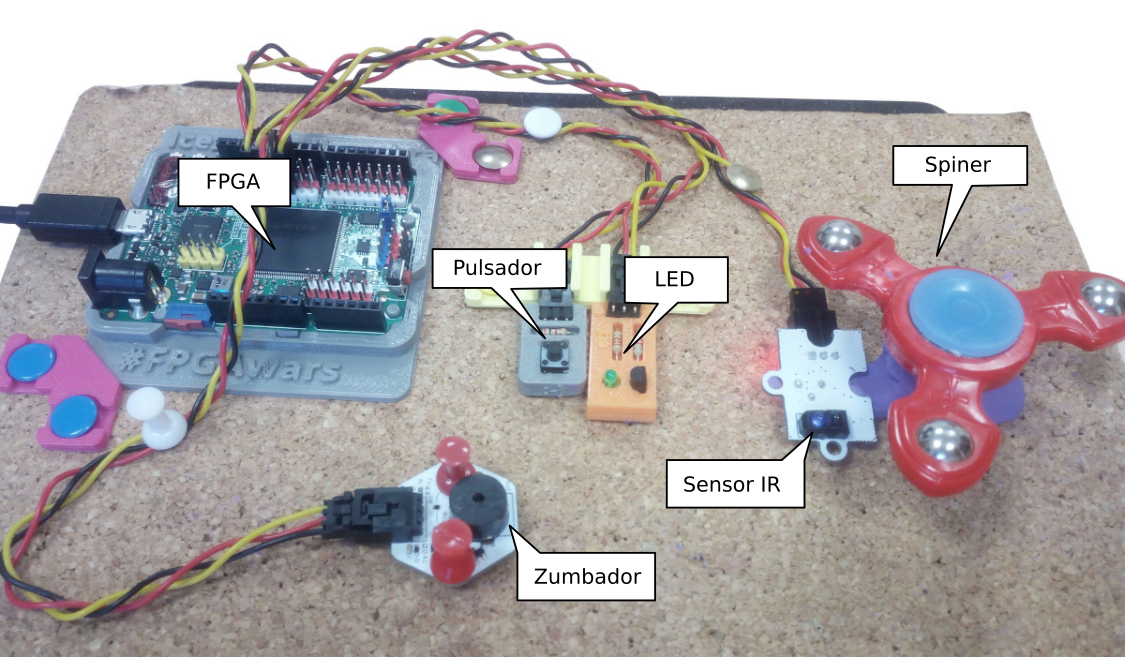 Spiner
FPGA
Pulsador
LED
#FPGAwars
Sensor IR
Zumbador